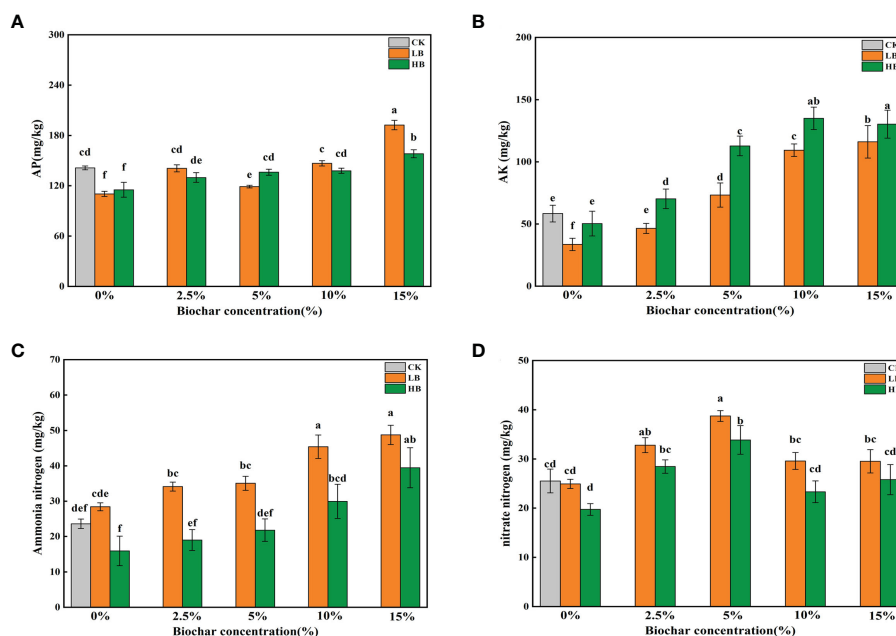 A
AP(mg/kg)
0
60
120
180
240
300
CK
LB
HB
cd
f
f
cd
de
e
cd
c
cd
a
b
0%
2.5%
5%
10%
15%
Biochar concentration(%)
B
AK (mg/kg)
0
50
100
150
200
CK
LB
HB
e
f
e
e
d
d
c
c
ab
b
a
0%
2.5%
5%
10%
15%
Biochar concentration(%)
C
Ammonia nitrogen (mg/kg)
0
10
20
30
40
50
60
70
CK
LB
HB
def
cde
f
bc
ef
bc
def
a
bcd
a
ab
0%
2.5%
5%
10%
15%
Biochar concentration(%)
D
nitrate nitrogen (mg/kg)
0
10
20
30
40
50
cd
cd
d
ab
bc
a
b
bc
cd
bc
cd
0%
2.5%
5%
10%
15%
Biochar concentration(%)